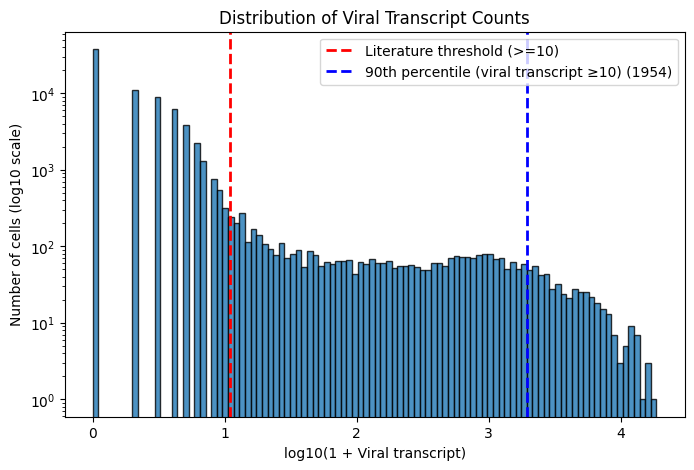 Distribution of Viral Transcript Counts
Literature threshold (>=10)
90th percentile (viral transcript ≥10) (1954)
Number of cells (log10 scale)
10⁴
10³
10²
10¹
10⁰
0 1 2 3 4
log10(1 + Viral transcript)